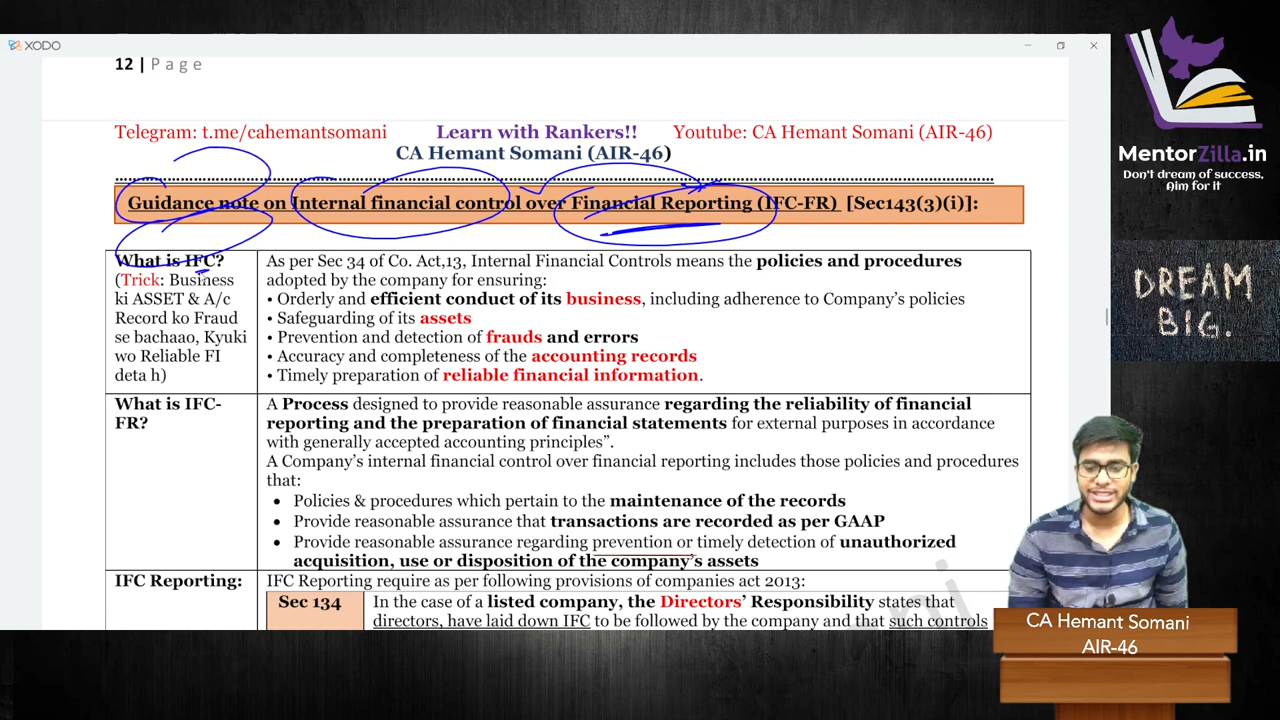 XODO
12 | Page
Telegram: t.me/cahemantsomani Learn with Rankers!! Youtube: CA Hemant Somani (AIR-46)
CA Hemant Somani (AIR-46)
Guidance note on Internal financial control over Financial Reporting (IFC-FR) [Sec143(3)(i]:
What is IFC?
(Trick: Business
ki ASSET & A/c
Record ko Fraud
se bachaao, Kyuki
wo Reliable FI
deta h)
As per Sec 34 of Co. Act,13, Internal Financial Controls means the policies and procedures
adopted by the company for ensuring:
• Orderly and efficient conduct of its business, including adherence to Company's policies
• Safeguarding of its assets
• Prevention and detection of frauds and errors
• Accuracy and completeness of the accounting records
• Timely preparation of reliable financial information.
What is IFC-
FR?
A Process designed to provide reasonable assurance regarding the reliability of financial
reporting and the preparation of financial statements for external purposes in accordance
with generally accepted accounting principles”.
A Company's internal financial control over financial reporting includes those policies and procedures
that:
• Policies & procedures which pertain to the maintenance of the records
• Provide reasonable assurance that transactions are recorded as per GAAP
• Provide reasonable assurance regarding prevention or timely detection of unauthorized
acquisition, use or disposition of the company's assets
IFC Reporting:
IFC Reporting require as per following provisions of companies act 2013:
Sec 134
In the case of a listed company, the Directors' Responsibility states that
directors, have laid down IFC to be followed by the company and that such controls
MentorZilla.in
Don't dream of success,
Aim for it
DREAM
BIG.
CA Hemant Somani
AIR-46